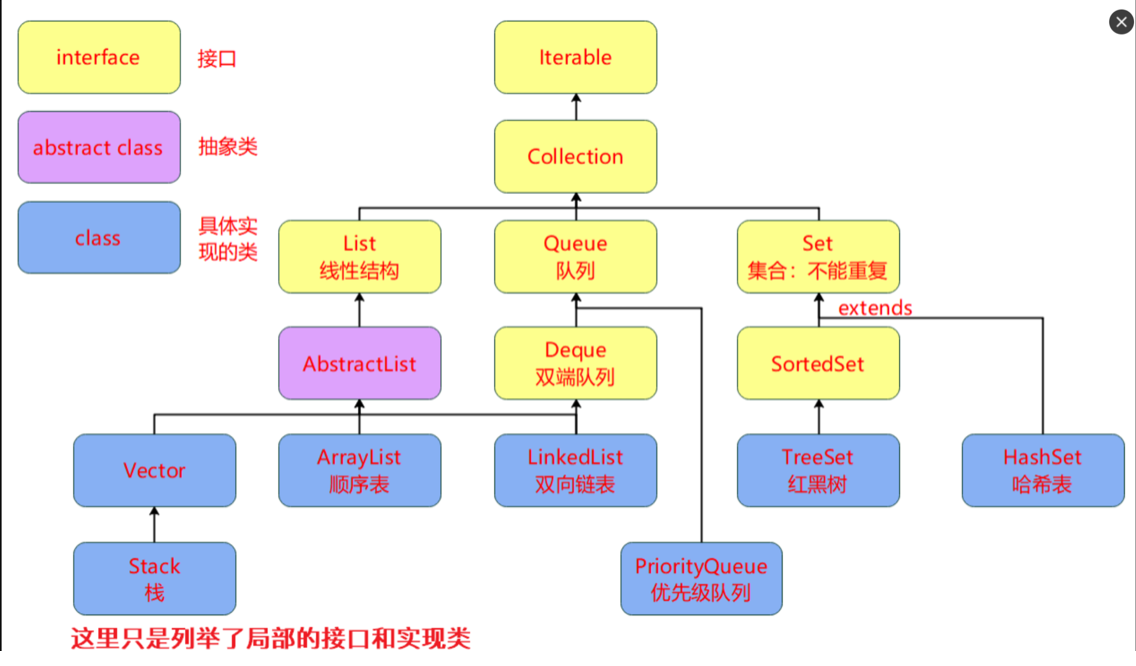 interface
接口
Iterable
abstract class
抽象类
Collection
class
具体实
现的类
List
线性结构
Queue
队列
Set
集合：不能重复
extends
AbstractList
Deque
双端队列
SortedSet
Vector
ArrayList
顺序表
LinkedList
双向链表
TreeSet
红黑树
HashSet
哈希表
Stack
栈
PriorityQueue
优先级队列
这里只是列举了局部的接口和实现类